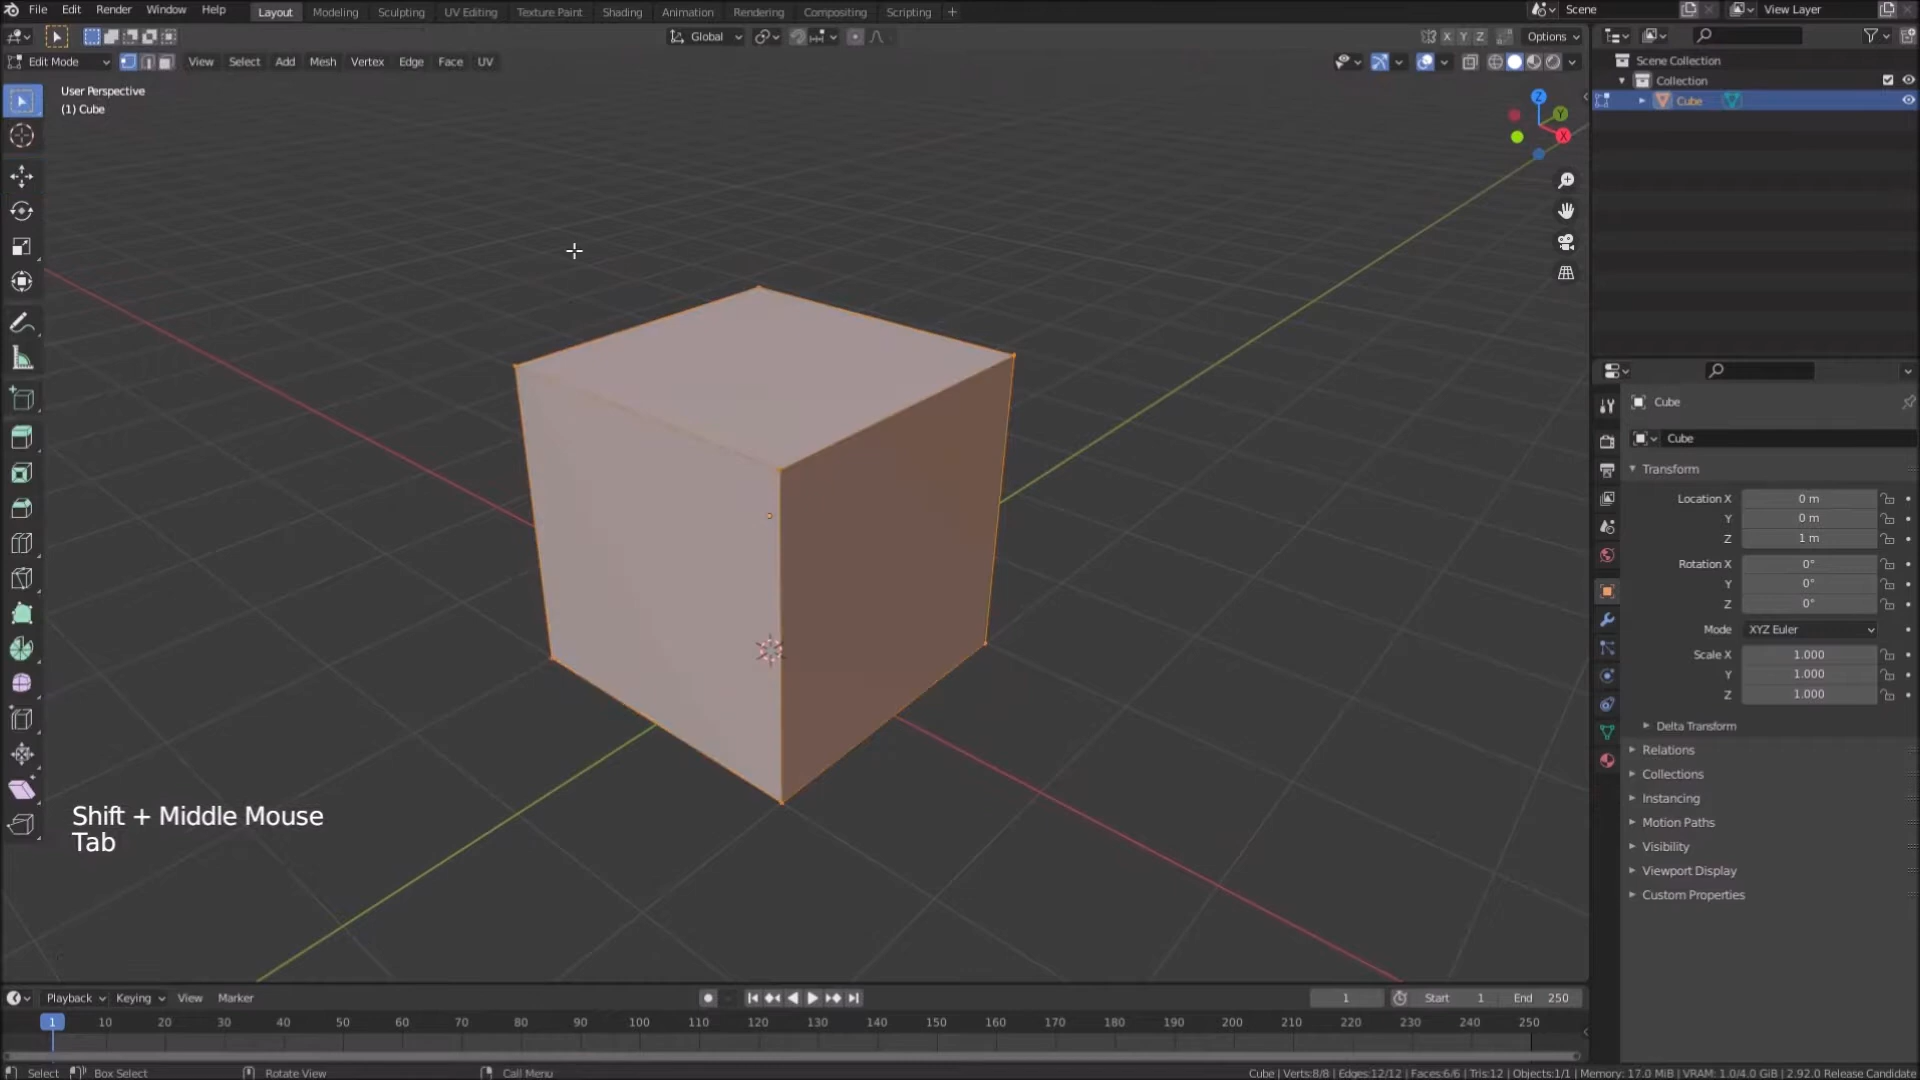 File Edit Render Window Help Layout Modeling Sculpting UV Editing Texture Paint Shading Animation Rendering Compositing Scripting + Scene View Layer
Global X Y Z Options
Edit Mode View Select Add Mesh Vertex Edge Face UV
User Perspective
(1) Cube
Z
Y
X
Scene Collection
Collection
Cube
Cube
Cube
Transform
Location X 0 m
Y 0 m
Z 1 m
Rotation X 0°
Y 0°
Z 0°
Mode XYZ Euler
Scale X 1.000
Y 1.000
Z 1.000
Delta Transform
Relations
Collections
Instancing
Motion Paths
Visibility
Viewport Display
Custom Properties
Shift + Middle Mouse
Tab
Playback Keying View Marker 1 Start 1 End 250
1 10 20 30 40 50 60 70 80 90 100 110 120 130 140 150 160 170 180 190 200 210 220 230 240 250
Select Box Select Rotate View Call Menu Cube | Verts:8/8 | Edges:12/12 | Faces:6/6 | Tris:12 | Objects:1/1 | Memory: 17.0 MiB | VRAM: 1.0/4.0 GiB | 2.92.0 Release Candidate